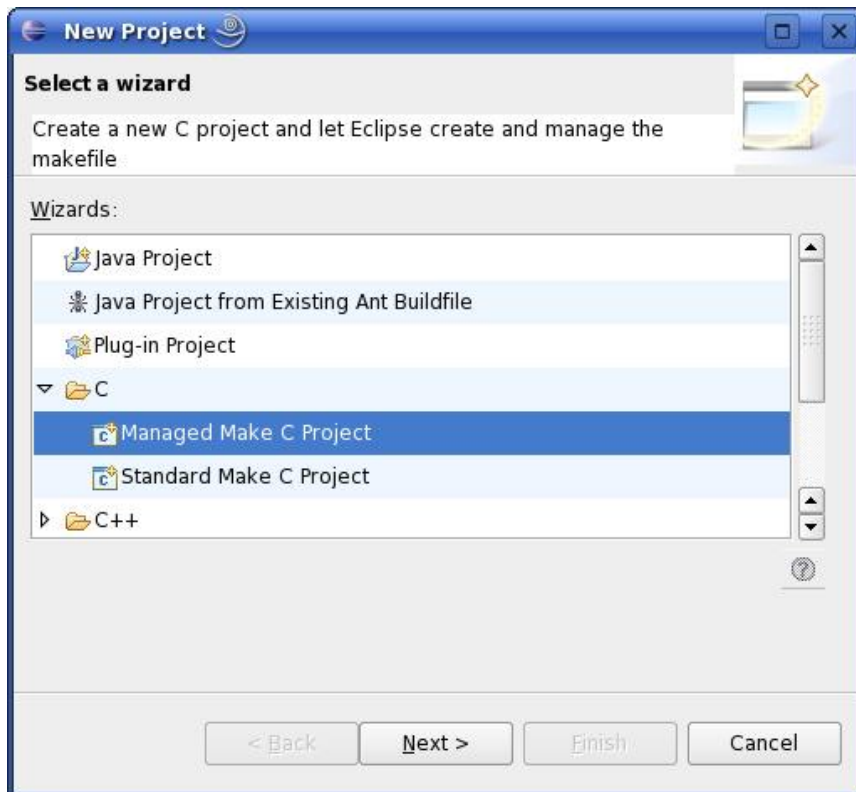 New Project
Select a wizard
Create a new C project and let Eclipse create and manage the
makefile
Wizards:
Java Project
Java Project from Existing Ant Buildfile
Plug-in Project
C
Managed Make C Project
Standard Make C Project
C++
< Back Next > Finish Cancel